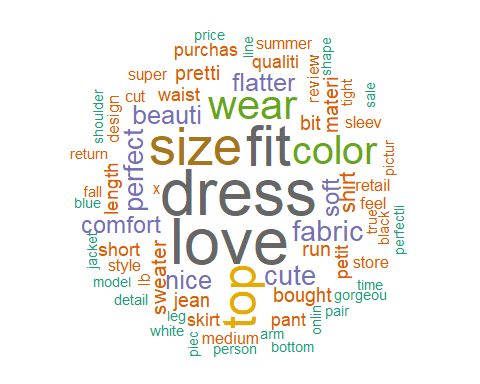 price
line
summer
shape
purchas
qualiti
review
super
pretti
flatter
materi
tight
sale
cut
waist
wear
shoulder
design
beauti
bit
sleev
return
length
perfect
size
fit
color
pictur
x
dress
soft
shirt
retail
fall
blue
feel
true
black
perfectli
comfort
love
fabric
jacket
short
sweater
run
petit
store
style
model
lb
nice
top
cute
time
detail
jean
bought
gorgeou
leg
skirt
pant
onlin
pair
white
piec
medium
arm
person
bottom